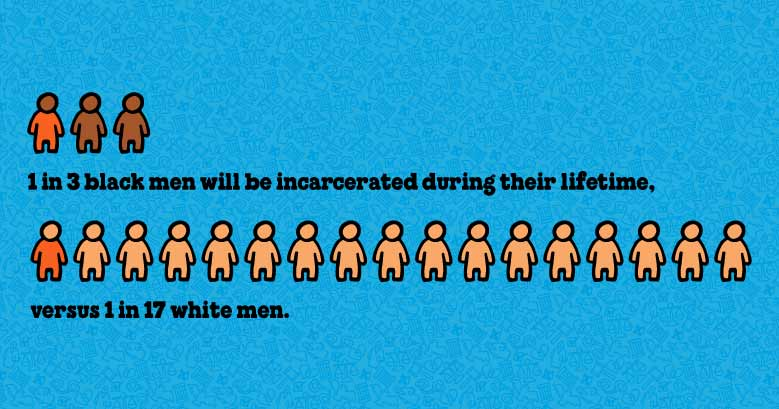 1 in 3 black men will be incarcerated during their lifetime,
versus 1 in 17 white men.